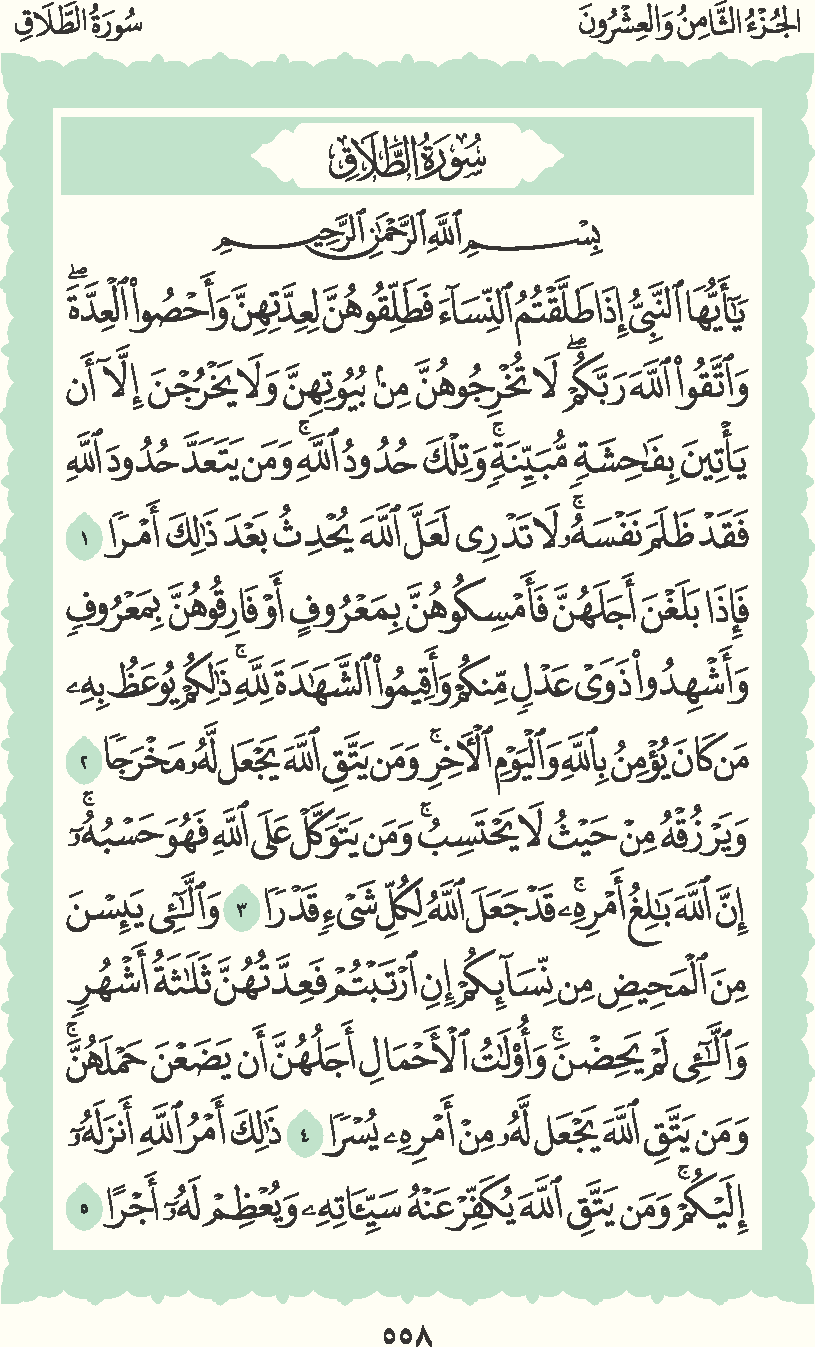 الجُزْءُ الثَّامِنُ وَالعِشْرُونَ
سُورَةُ الطَّلَاقِ
سُورَةُ الطَّلَاقِ
بِسْمِ ٱللَّهِ ٱلرَّحْمَٰنِ ٱلرَّحِيمِ
يَٰٓأَيُّهَا ٱلنَّبِىُّ إِذَا طَلَّقْتُمُ ٱلنِّسَآءَ فَطَلِّقُوهُنَّ لِعِدَّتِهِنَّ وَأَحْصُوا۟ ٱلْعِدَّةَ ۖ
وَٱتَّقُوا۟ ٱللَّهَ رَبَّكُمْ ۖ لَا تُخْرِجُوهُنَّ مِنۢ بُيُوتِهِنَّ وَلَا يَخْرُجْنَ إِلَّآ أَن
يَأْتِينَ بِفَٰحِشَةٍ مُّبَيِّنَةٍ ۚ وَتِلْكَ حُدُودُ ٱللَّهِ ۚ وَمَن يَتَعَدَّ حُدُودَ ٱللَّهِ
فَقَدْ ظَلَمَ نَفْسَهُۥ ۚ لَا تَدْرِى لَعَلَّ ٱللَّهَ يُحْدِثُ بَعْدَ ذَٰلِكَ أَمْرًا ١
فَإِذَا بَلَغْنَ أَجَلَهُنَّ فَأَمْسِكُوهُنَّ بِمَعْرُوفٍ أَوْ فَارِقُوهُنَّ بِمَعْرُوفٍ
وَأَشْهِدُوا۟ ذَوَىْ عَدْلٍ مِّنكُمْ وَأَقِيمُوا۟ ٱلشَّهَٰدَةَ لِلَّهِ ۚ ذَٰلِكُمْ يُوعَظُ بِهِۦ
مَن كَانَ يُؤْمِنُ بِٱللَّهِ وَٱلْيَوْمِ ٱلْءَاخِرِ ۚ وَمَن يَتَّقِ ٱللَّهَ يَجْعَل لَّهُۥ مَخْرَجًا ٢
وَيَرْزُقْهُ مِنْ حَيْثُ لَا يَحْتَسِبُ ۚ وَمَن يَتَوَكَّلْ عَلَى ٱللَّهِ فَهُوَ حَسْبُهُۥٓ ۚ
إِنَّ ٱللَّهَ بَٰلِغُ أَمْرِهِۦ ۚ قَدْ جَعَلَ ٱللَّهُ لِكُلِّ شَىْءٍ قَدْرًا ٣ وَٱلَّٰٓـِٔى يَئِسْنَ
مِنَ ٱلْمَحِيضِ مِن نِّسَآئِكُمْ إِنِ ٱرْتَبْتُمْ فَعِدَّتُهُنَّ ثَلَٰثَةُ أَشْهُرٍ
وَٱلَّٰٓـِٔى لَمْ يَحِضْنَ ۚ وَأُو۟لَٰتُ ٱلْأَحْمَالِ أَجَلُهُنَّ أَن يَضَعْنَ حَمْلَهُنَّ ۚ
وَمَن يَتَّقِ ٱللَّهَ يَجْعَل لَّهُۥ مِنْ أَمْرِهِۦ يُسْرًا ٤ ذَٰلِكَ أَمْرُ ٱللَّهِ أَنزَلَهُۥٓ
إِلَيْكُمْ ۚ وَمَن يَتَّقِ ٱللَّهَ يُكَفِّرْ عَنْهُ سَيِّـَٔاتِهِۦ وَيُعْظِمْ لَهُۥٓ أَجْرًا ٥
٥٥٨